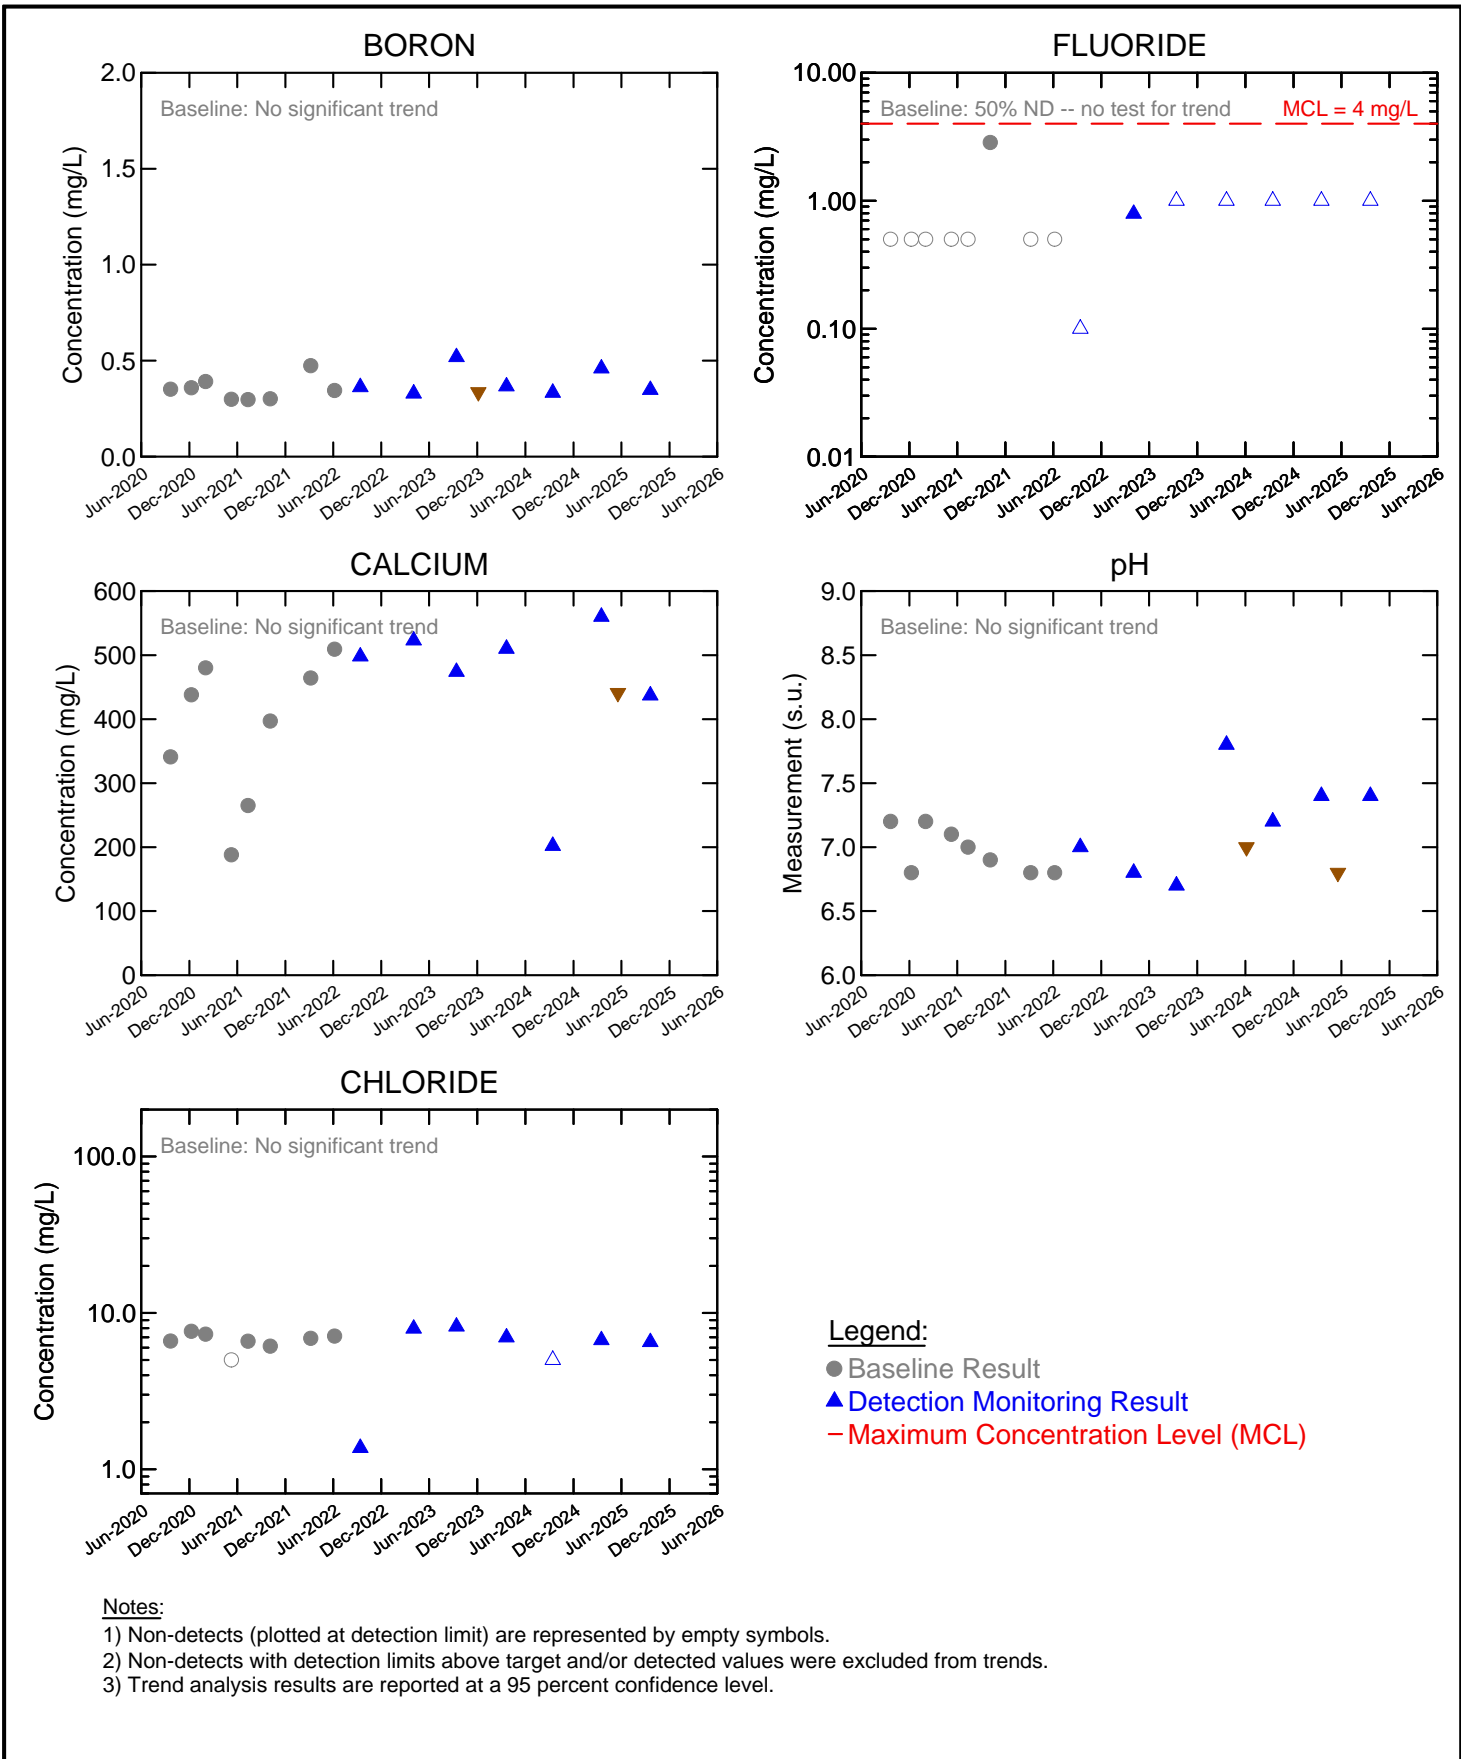 BORON
2.0
1.5
1.0
0.5
0.0
Concentration (mg/L)
Baseline: No significant trend
Jun-2020
Dec-2020
Jun-2021
Dec-2021
Jun-2022
Dec-2022
Jun-2023
Dec-2023
Jun-2024
Dec-2024
Jun-2025
Dec-2025
Jun-2026
FLUORIDE
10.00
1.00
0.10
0.01
Concentration (mg/L)
Baseline: 50% ND -- no test for trend
MCL = 4 mg/L
Jun-2020
Dec-2020
Jun-2021
Dec-2021
Jun-2022
Dec-2022
Jun-2023
Dec-2023
Jun-2024
Dec-2024
Jun-2025
Dec-2025
Jun-2026
CALCIUM
600
500
400
300
200
100
0
Concentration (mg/L)
Baseline: No significant trend
Jun-2020
Dec-2020
Jun-2021
Dec-2021
Jun-2022
Dec-2022
Jun-2023
Dec-2023
Jun-2024
Dec-2024
Jun-2025
Dec-2025
Jun-2026
pH
9.0
8.5
8.0
7.5
7.0
6.5
6.0
Measurement (s.u.)
Baseline: No significant trend
Jun-2020
Dec-2020
Jun-2021
Dec-2021
Jun-2022
Dec-2022
Jun-2023
Dec-2023
Jun-2024
Dec-2024
Jun-2025
Dec-2025
Jun-2026
CHLORIDE
100.0
10.0
1.0
Concentration (mg/L)
Baseline: No significant trend
Jun-2020
Dec-2020
Jun-2021
Dec-2021
Jun-2022
Dec-2022
Jun-2023
Dec-2023
Jun-2024
Dec-2024
Jun-2025
Dec-2025
Jun-2026
Legend:
Baseline Result
Detection Monitoring Result
Maximum Concentration Level (MCL)
Notes:
1) Non-detects (plotted at detection limit) are represented by empty symbols.
2) Non-detects with detection limits above target and/or detected values were excluded from trends.
3) Trend analysis results are reported at a 95 percent confidence level.